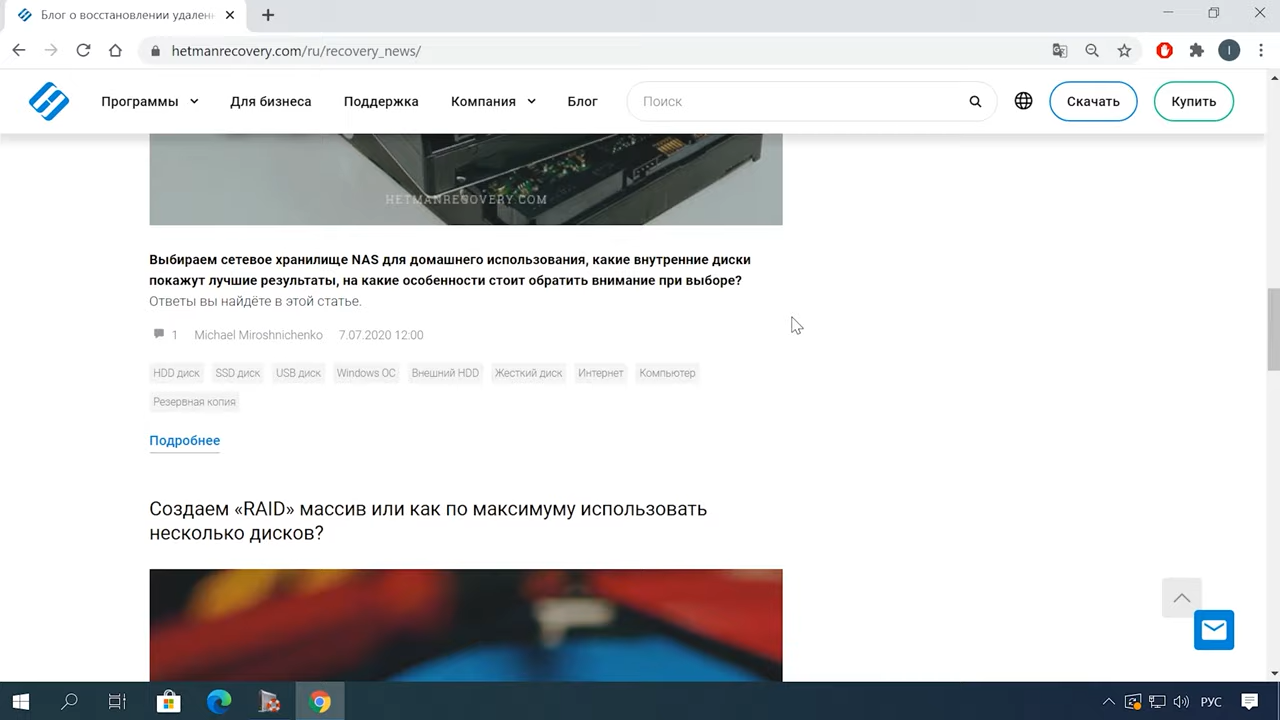 Блог о восстановлении удален
hetmanrecovery.com/ru/recovery_news/
I
Программы
Для бизнеса
Поддержка
Компания
Блог
Поиск
Скачать
Купить
HETMANRECOVERY.COM
Выбираем сетевое хранилище NAS для домашнего использования, какие внутренние диски
покажут лучшие результаты, на какие особенности стоит обратить внимание при выборе?
Ответы вы найдёте в этой статье.
1 Michael Miroshnichenko 7.07.2020 12:00
HDD диск SSD диск USB диск Windows ОС Внешний HDD Жесткий диск Интернет Компьютер
Резервная копия
Подробнее
Создаем «RAID» массив или как по максимуму использовать
несколько дисков?
РУС